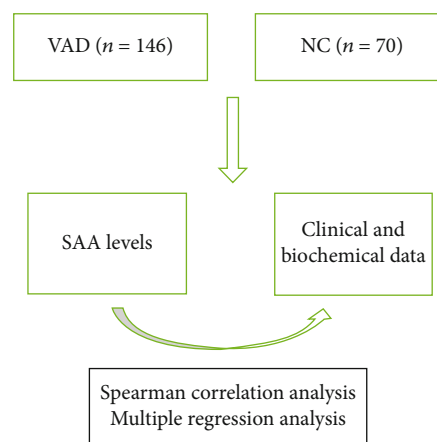 VAD (n = 146)
NC (n = 70)
SAA levels
Clinical and
biochemical data
Spearman correlation analysis
Multiple regression analysis